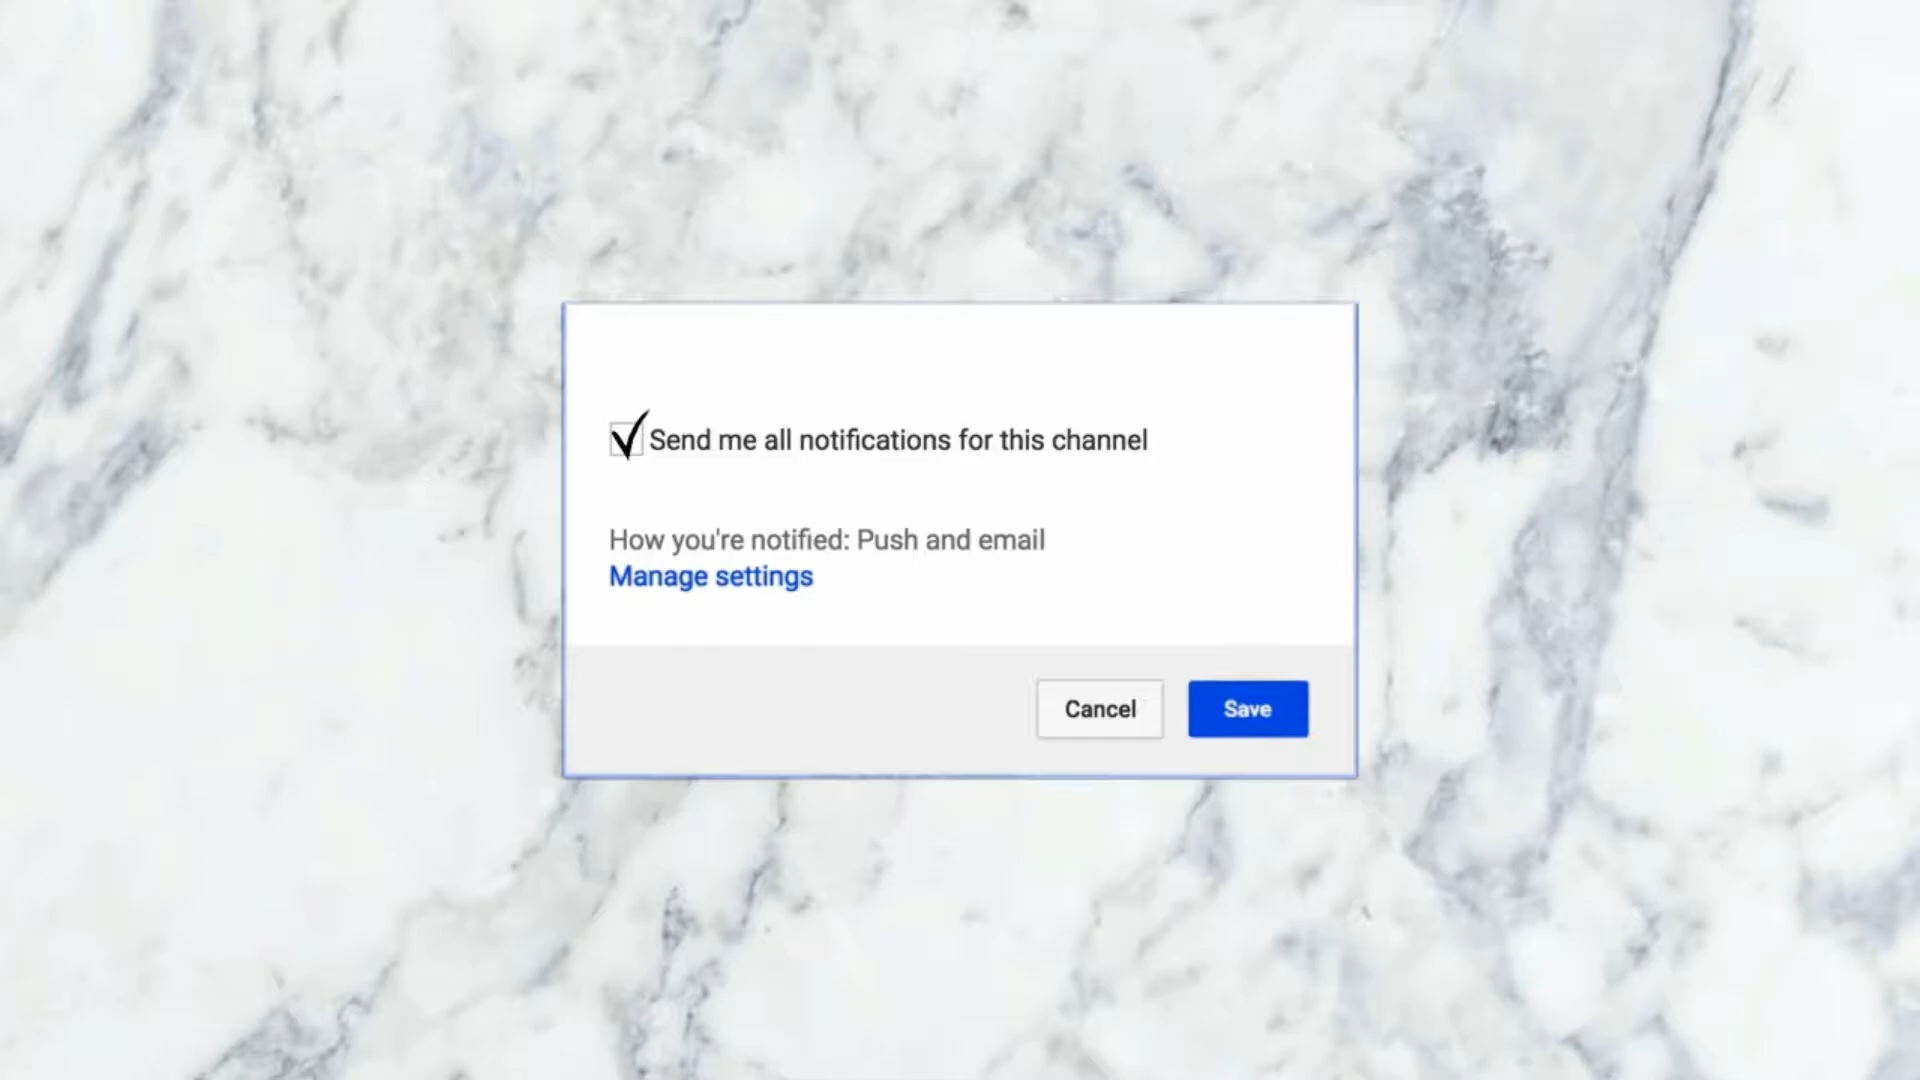 Send me all notifications for this channel
How you're notified: Push and email
Manage settings
Cancel
Save